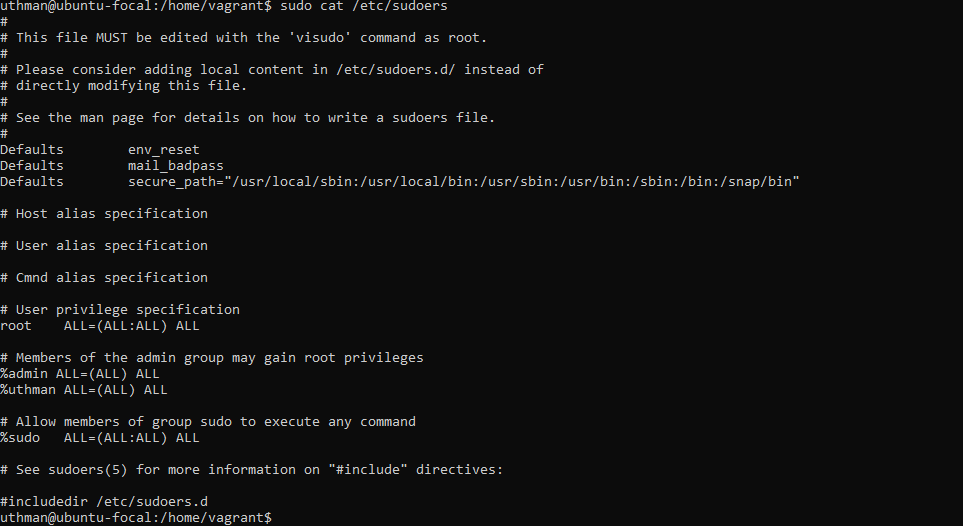 uthman@ubuntu-focal:/home/vagrant$ sudo cat /etc/sudoers
#
# This file MUST be edited with the 'visudo' command as root.
#
# Please consider adding local content in /etc/sudoers.d/ instead of
# directly modifying this file.
#
# See the man page for details on how to write a sudoers file.
#
Defaults        env_reset
Defaults        mail_badpass
Defaults        secure_path="/usr/local/sbin:/usr/local/bin:/usr/sbin:/usr/bin:/sbin:/bin:/snap/bin"
# Host alias specification
# User alias specification
# Cmnd alias specification
# User privilege specification
root    ALL=(ALL:ALL) ALL
# Members of the admin group may gain root privileges
%admin ALL=(ALL) ALL
%uthman ALL=(ALL) ALL
# Allow members of group sudo to execute any command
%sudo   ALL=(ALL:ALL) ALL
# See sudoers(5) for more information on "#include" directives:
#includedir /etc/sudoers.d
uthman@ubuntu-focal:/home/vagrant$